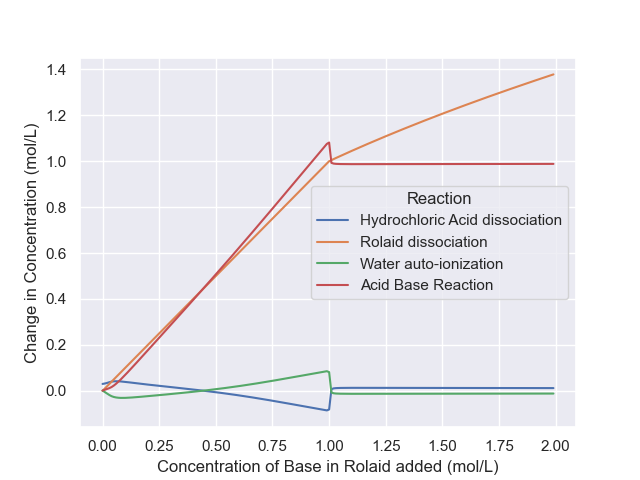 1.4
1.2
1.0
0.8
0.6
0.4
0.2
0.0
Change in Concentration (mol/L)
Reaction
Hydrochloric Acid dissociation
Rolaid dissociation
Water auto-ionization
Acid Base Reaction
0.00 0.25 0.50 0.75 1.00 1.25 1.50 1.75 2.00
Concentration of Base in Rolaid added (mol/L)